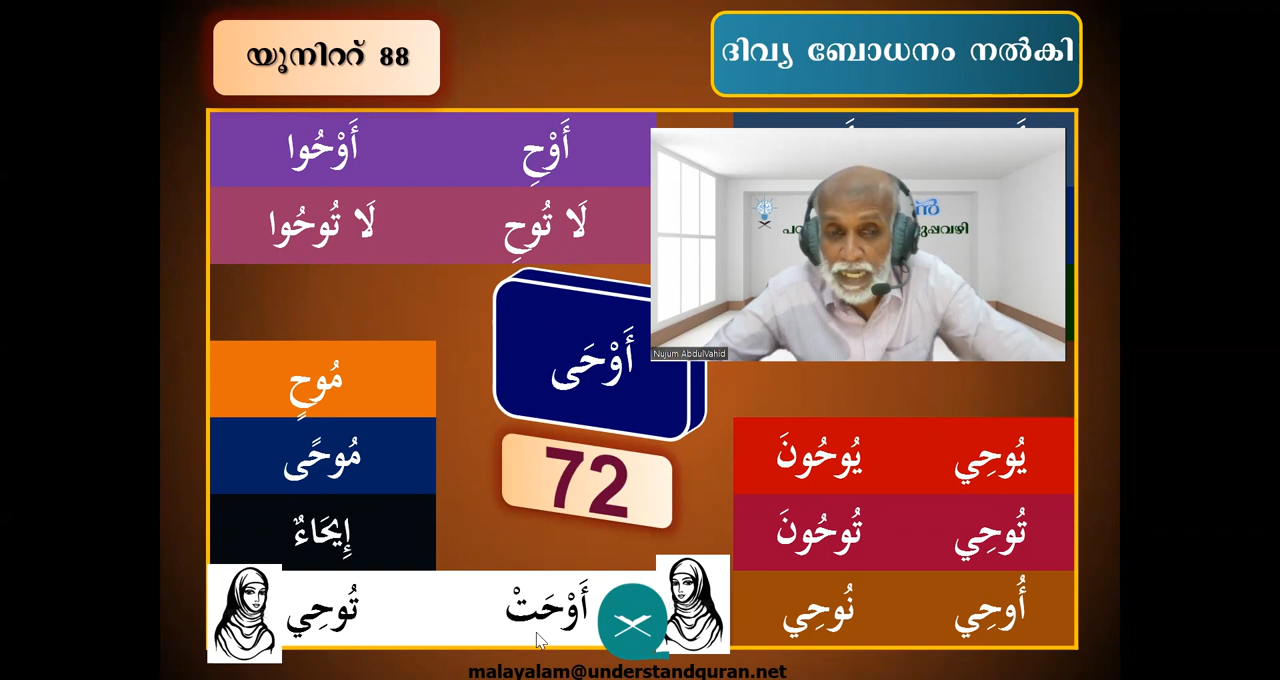 യൂനിററ് 88
ദിവ്യ ബോധനം നൽകി
أَوْحِ أَوْحُوا
لَا تُوحِ لَا تُوحُوا
Nujum AbdulVahid
أَوْحَى
مُوحٍ
72
يُوحِي يُوحُونَ
مُوحًى
تُوحِي تُوحُونَ
إِيحَاءٌ
أُوحِي نُوحِي
أَوْحَتْ تُوحِي
malayalam@understandquran.net